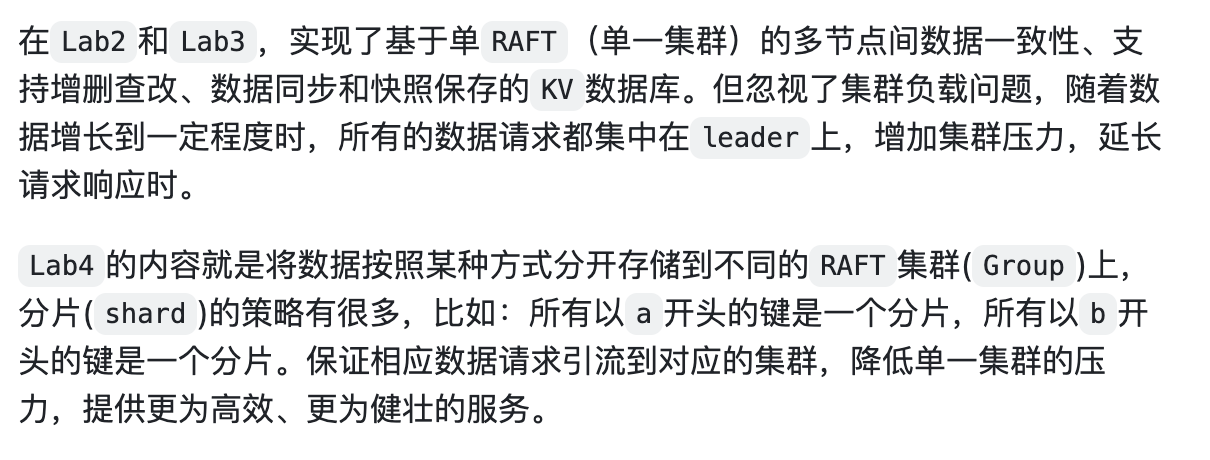 在 Lab2 和 Lab3 ，实现了基于单 RAFT （单一集群）的多节点间数据一致性、支
持增删查改、数据同步和快照保存的 KV 数据库。但忽视了集群负载问题，随着数
据增长到一定程度时，所有的数据请求都集中在 leader 上，增加集群压力，延长
请求响应时。
Lab4 的内容就是将数据按照某种方式分开存储到不同的 RAFT 集群( Group )上，
分片( shard )的策略有很多，比如：所有以 a 开头的键是一个分片，所有以 b 开
头的键是一个分片。保证相应数据请求引流到对应的集群，降低单一集群的压
力，提供更为高效、更为健壮的服务。